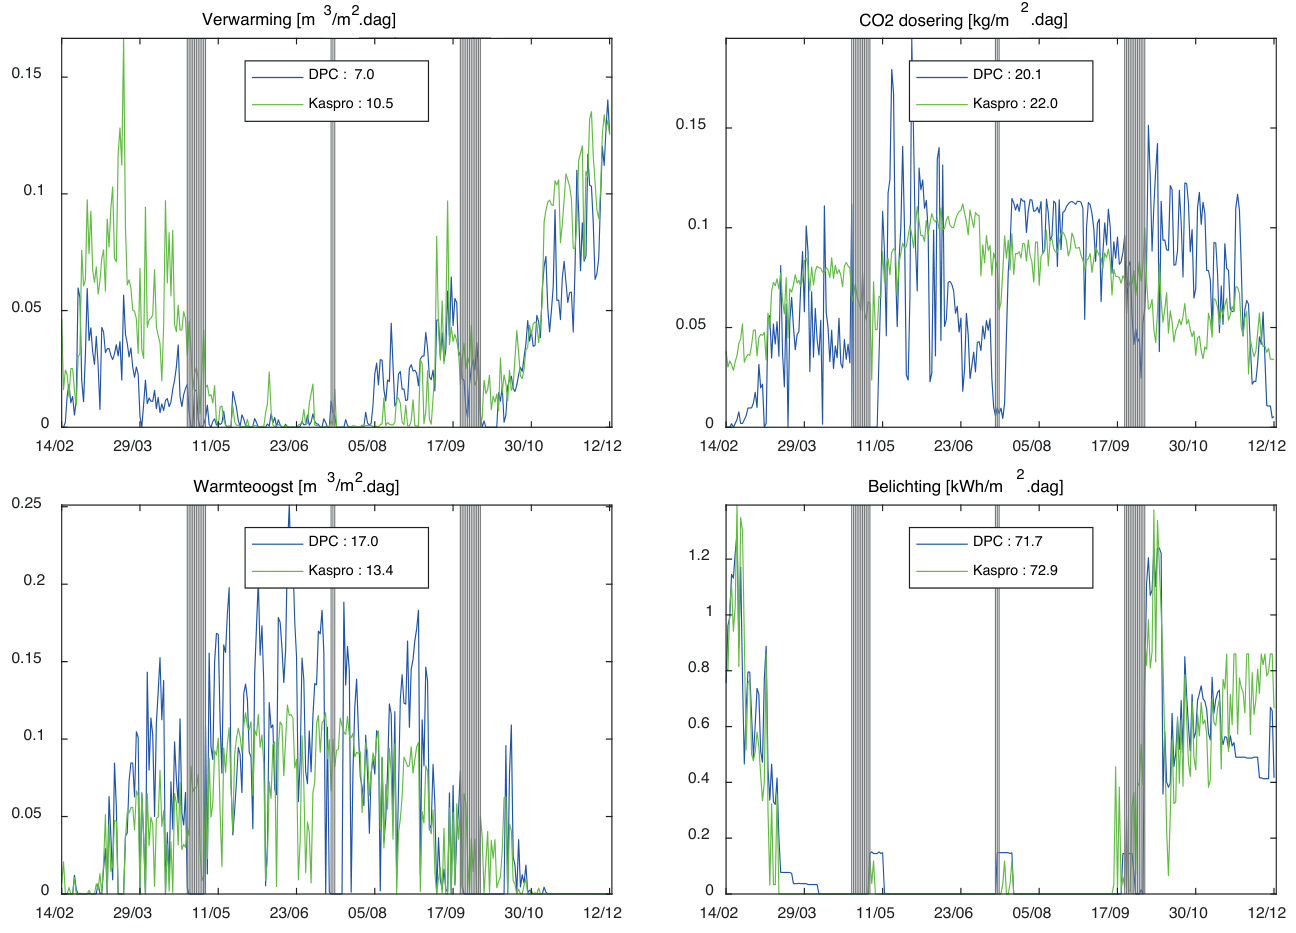 Verwarming [m 3/m2.dag]
0.15
0.1
0.05
0
DPC : 7.0
Kaspro : 10.5
14/02 29/03 11/05 23/06 05/08 17/09 30/10 12/12
CO2 dosering [kg/m 2.dag]
0.15
0.1
0.05
0
DPC : 20.1
Kaspro : 22.0
14/02 29/03 11/05 23/06 05/08 17/09 30/10 12/12
Warmteoogst [m 3/m2.dag]
0.25
0.2
0.15
0.1
0.05
0
DPC : 17.0
Kaspro : 13.4
14/02 29/03 11/05 23/06 05/08 17/09 30/10 12/12
Belichting [kWh/m 2.dag]
1.2
1
0.8
0.6
0.4
0.2
0
DPC : 71.7
Kaspro : 72.9
14/02 29/03 11/05 23/06 05/08 17/09 30/10 12/12